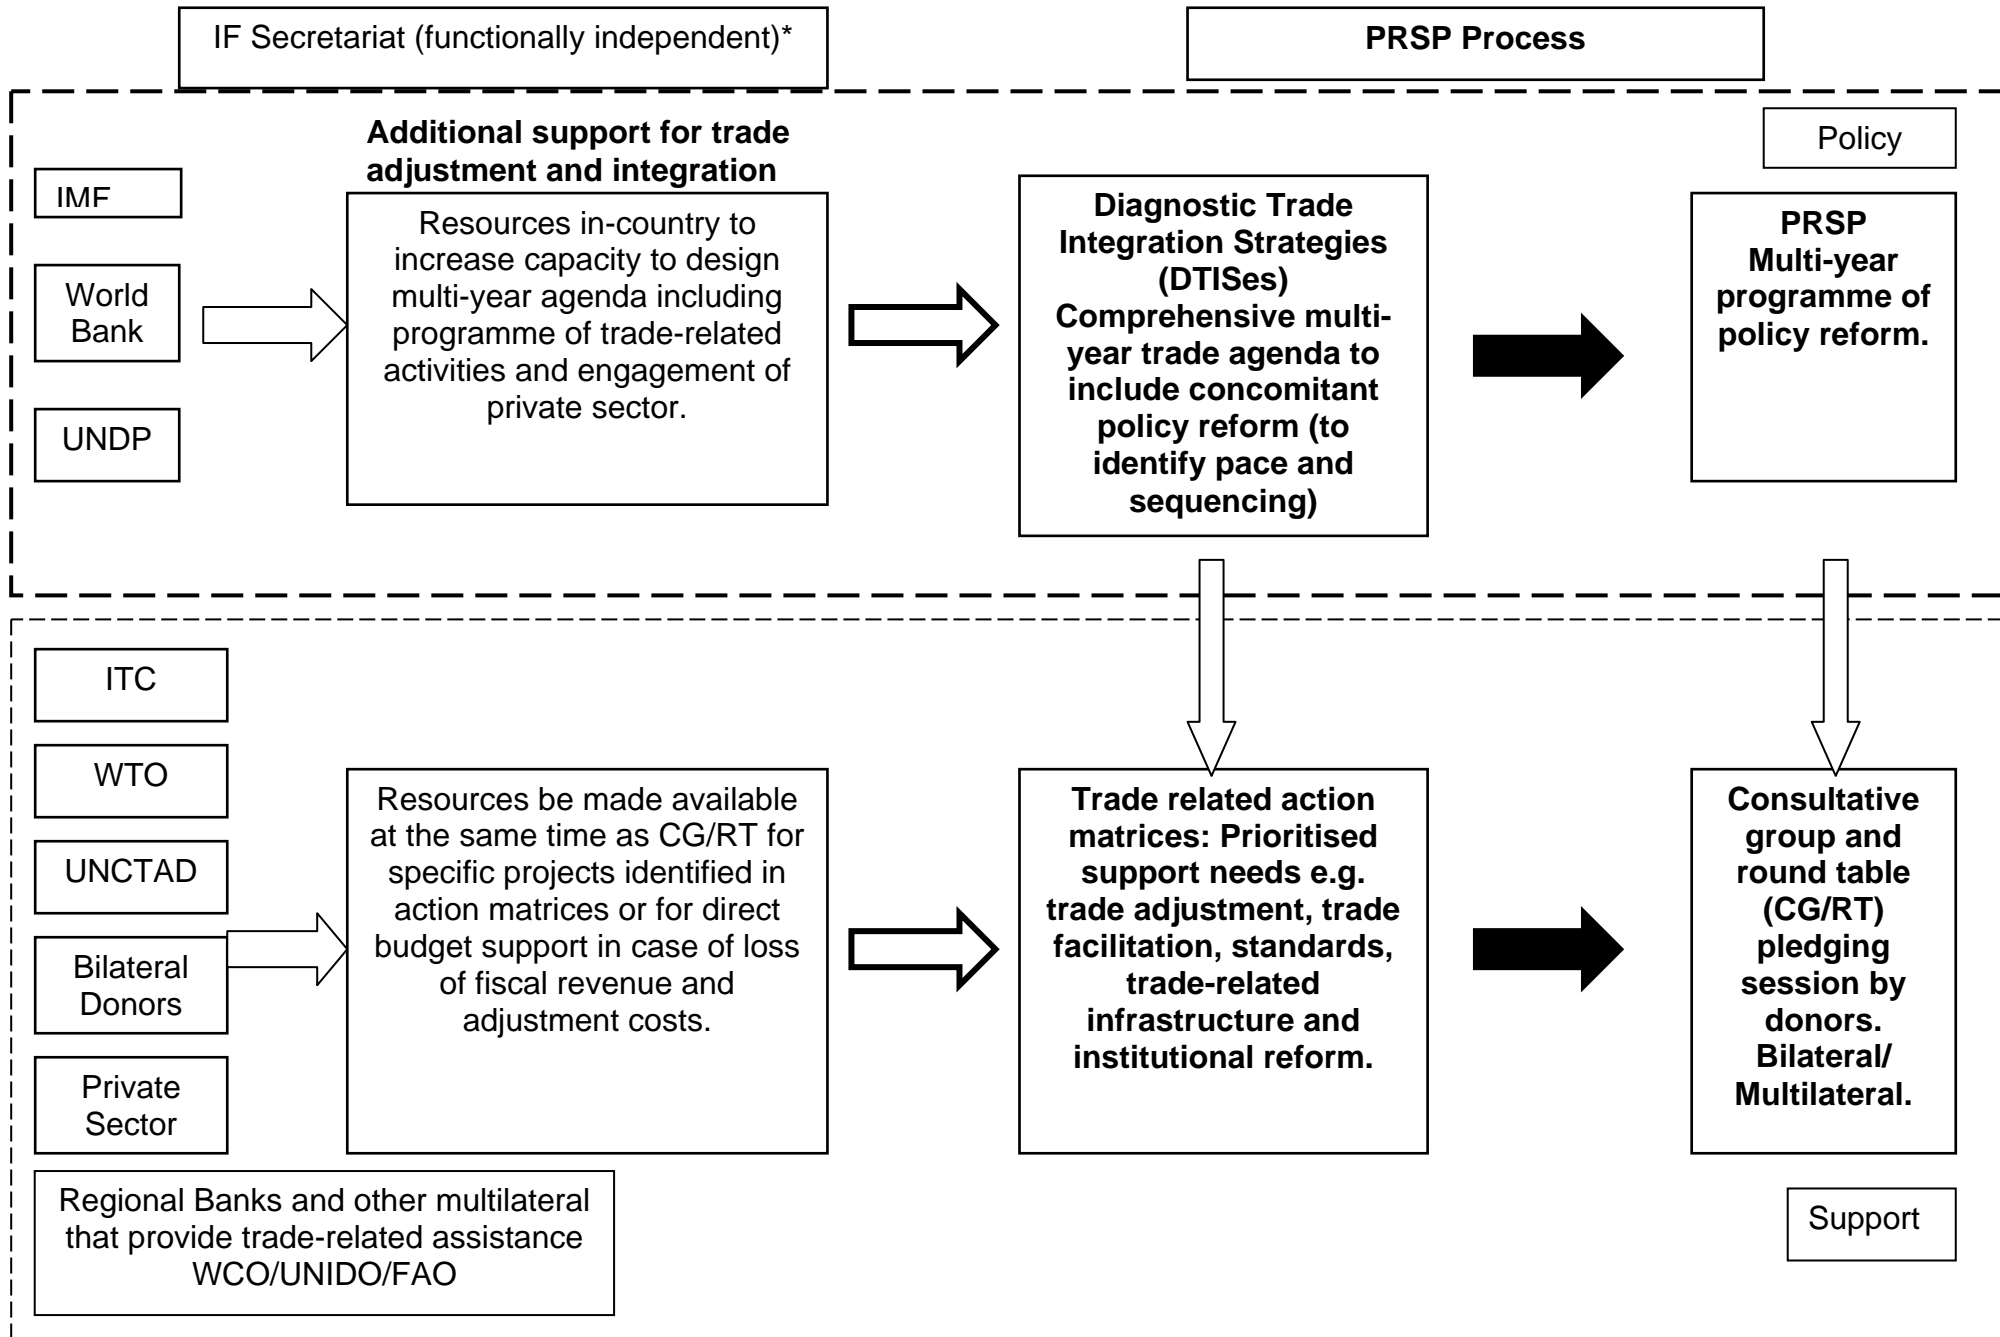 IF Secretariat (functionally independent)*
PRSP Process
Policy
Additional support for trade
adjustment and integration
IMF
World
Bank
UNDP
Resources in-country to
increase capacity to design
multi-year agenda including
programme of trade-related
activities and engagement of
private sector.
Diagnostic Trade
Integration Strategies
(DTISes)
Comprehensive multi-
year trade agenda to
include concomitant
policy reform (to
identify pace and
sequencing)
PRSP
Multi-year
programme of
policy reform.
ITC
WTO
UNCTAD
Bilateral
Donors
Private
Sector
Resources be made available
at the same time as CG/RT for
specific projects identified in
action matrices or for direct
budget support in case of loss
of fiscal revenue and
adjustment costs.
Trade related action
matrices: Prioritised
support needs e.g.
trade adjustment, trade
facilitation, standards,
trade-related
infrastructure and
institutional reform.
Consultative
group and
round table
(CG/RT)
pledging
session by
donors.
Bilateral/
Multilateral.
Regional Banks and other multilateral
that provide trade-related assistance
WCO/UNIDO/FAO
Support